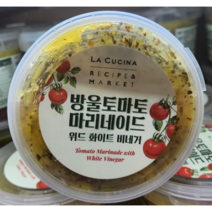 LA CUCINA
RECIPE &
MARKET
방울토마토
마리네이드
위드 화이트 비네거
Tomato Marinade with
White Vinegar